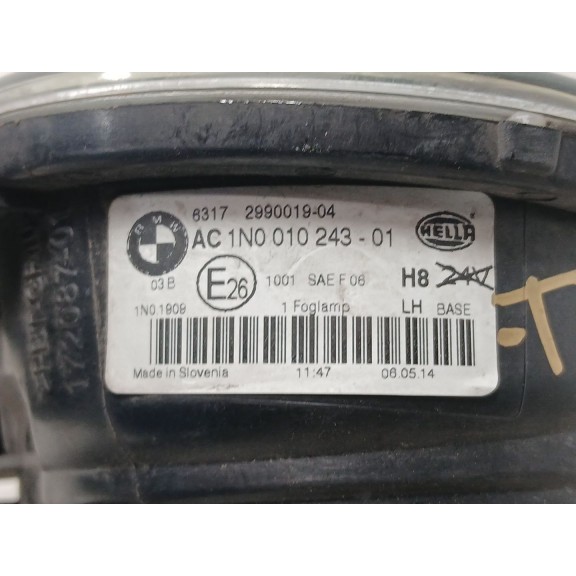 6317 2990019-04
BMW
AC 1N0 010 243 - 01
HELLA
03 B
E26
1001 SAE F 06
H8 24V
1N0.1909
1 Foglamp
LH BASE
Made in Slovenia
11:47
06.05.14